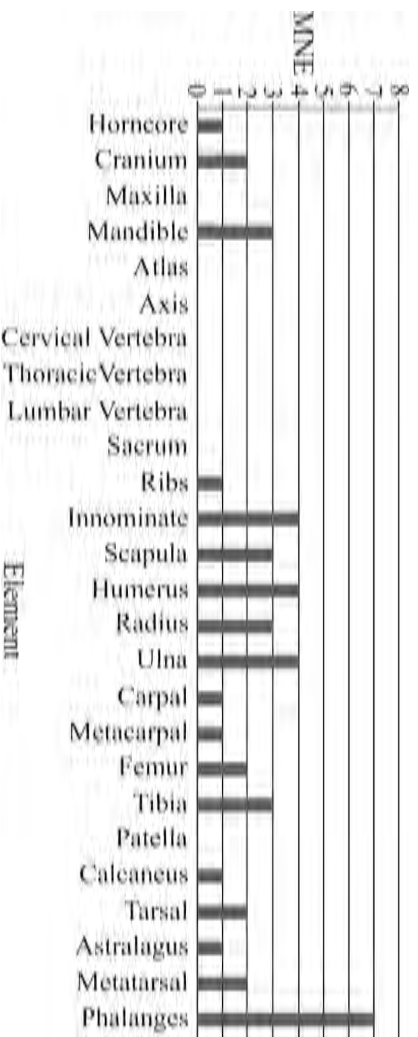 MNE
0 1 2 3 4 5 6 7 8
Horncore
Cranium
Maxilla
Mandible
Atlas
Axis
Cervical Vertebra
Thoracic Vertebra
Lumbar Vertebra
Sacrum
Ribs
Innominate
Scapula
Humerus
Radius
Ulna
Carpal
Metacarpal
Femur
Tibia
Patella
Calcaneus
Tarsal
Astralagus
Metatarsal
Phalanges
Element